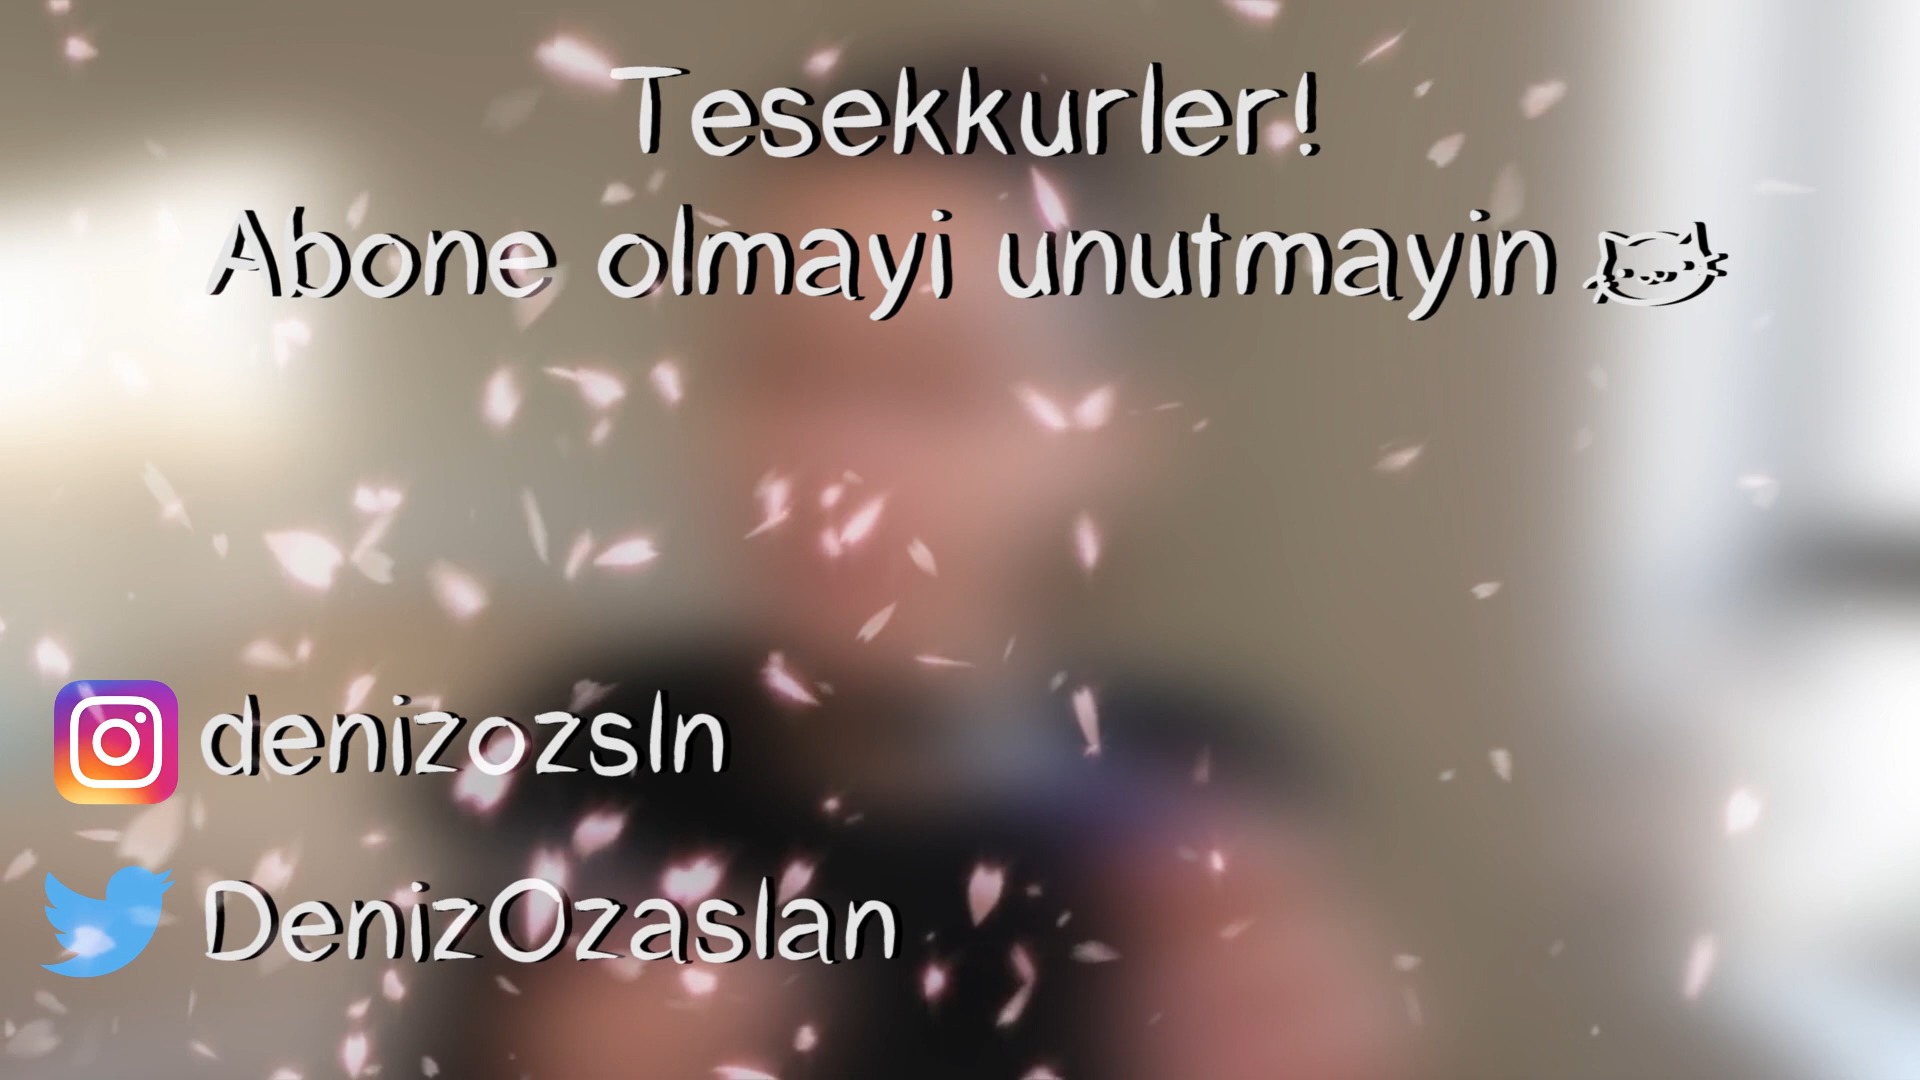 Tesekkurler!
Abone olmayi unutmayin
denizozsln
DenizOzaslan